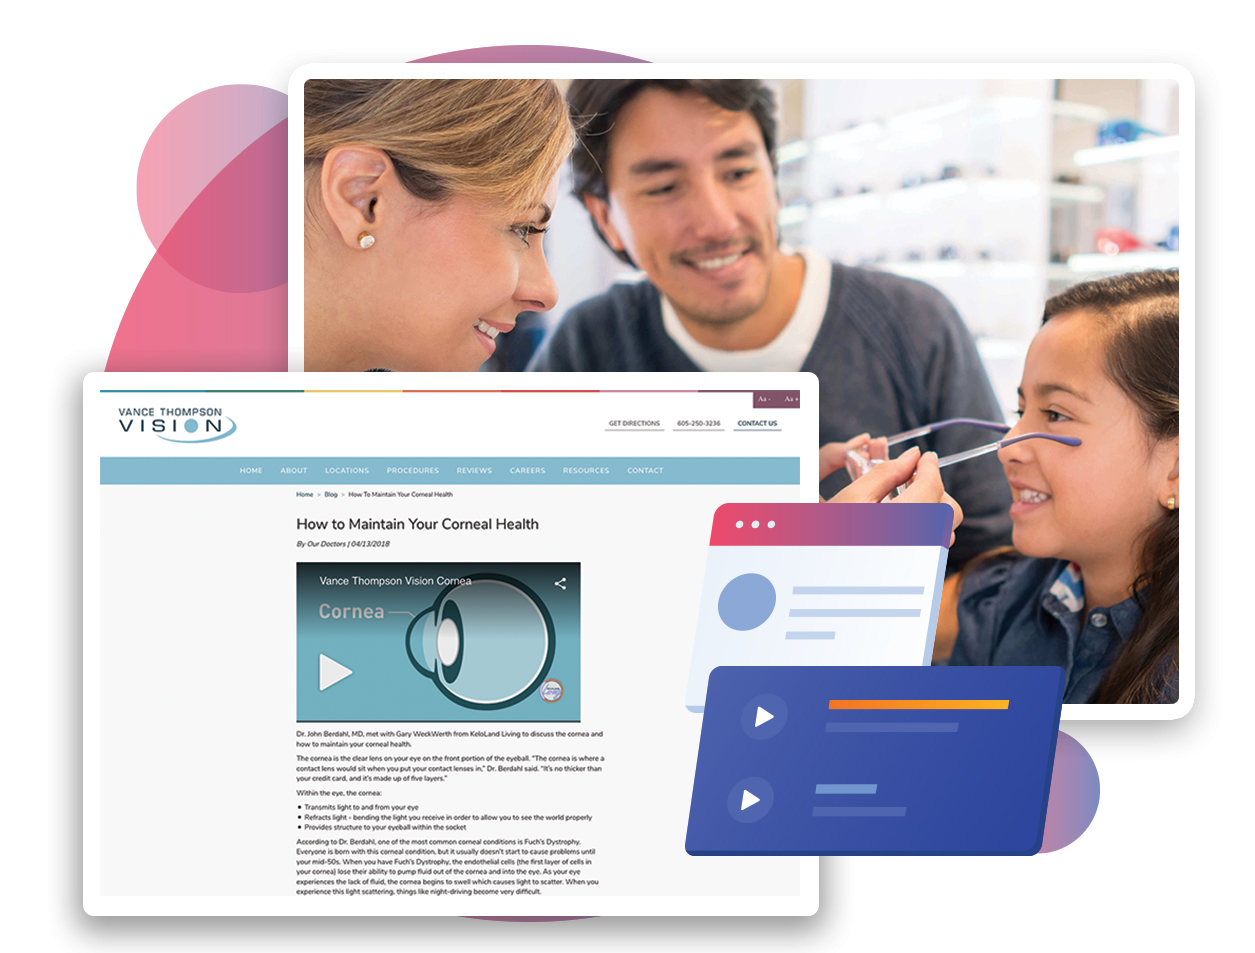 Aa - Aa +
VANCE THOMPSON
VISION
GET DIRECTIONS 605-250-3236 CONTACT US
HOME ABOUT LOCATIONS PROCEDURES REVIEWS CAREERS RESOURCES CONTACT
Home > Blog > How To Maintain Your Corneal Health
How to Maintain Your Corneal Health
By Our Doctors | 04/13/2018
Vance Thompson Vision Cornea
Cornea
Dr. John Berdahl, MD, met with Gary WeckWerth from KeloLand Living to discuss the cornea and
how to maintain your corneal health.
The cornea is the clear lens on your eye on the front portion of the eyeball. "The cornea is where a
contact lens would sit when you put your contact lenses in," Dr. Berdahl said. "It's no thicker than
your credit card, and it's made up of five layers."
Within the eye, the cornea:
• Transmits light to and from your eye
• Refracts light - bending the light you receive in order to allow you to see the world properly
• Provides structure to your eyeball within the socket
According to Dr. Berdahl, one of the most common corneal conditions is Fuch's Dystrophy.
Everyone is born with this corneal condition, but it usually doesn't start to cause problems until
your mid-50s. When you have Fuch's Dystrophy, the endothelial cells (the first layer of cells in
your cornea) lose their ability to pump fluid out of the cornea and into the eye. As your eye
experiences the lack of fluid, the cornea begins to swell which causes light to scatter. When you
experience this light scattering, things like night-driving become very difficult.